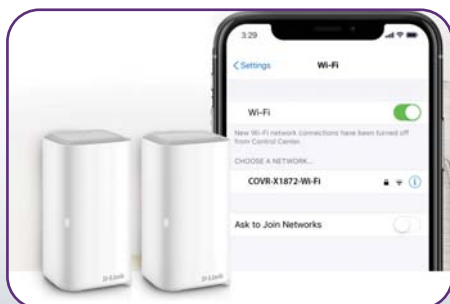 3:29
Settings
Wi-Fi
Wi-Fi
New Wi-Fi network connections have been turned off
from Control Center.
CHOOSE A NETWORK...
COVR-X1872-Wi-Fi
Ask to Join Networks
D-Link
D-Link